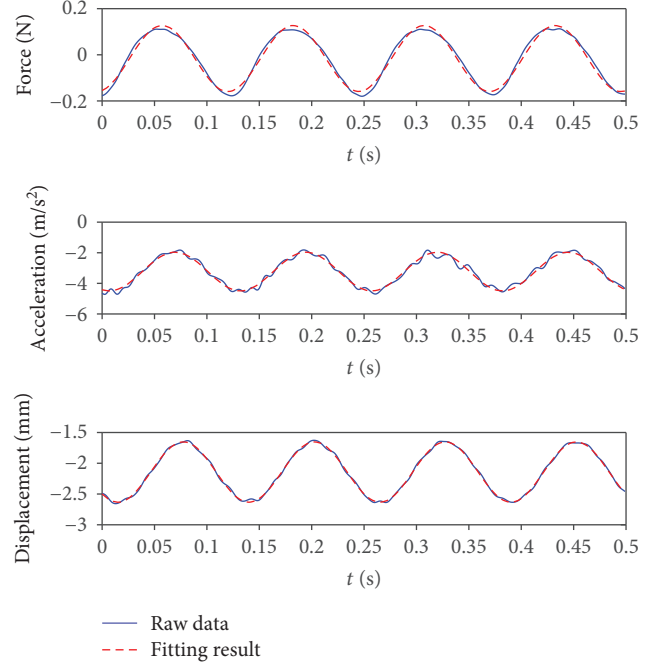 Force (N)
0.2
0
−0.2
0 0.05 0.1 0.15 0.2 0.25 0.3 0.35 0.4 0.45 0.5
t (s)
Acceleration (m/s²)
0
−2
−4
−6
0 0.05 0.1 0.15 0.2 0.25 0.3 0.35 0.4 0.45 0.5
t (s)
Displacement (mm)
−1.5
−2
−2.5
−3
0 0.05 0.1 0.15 0.2 0.25 0.3 0.35 0.4 0.45 0.5
t (s)
Raw data
Fitting result